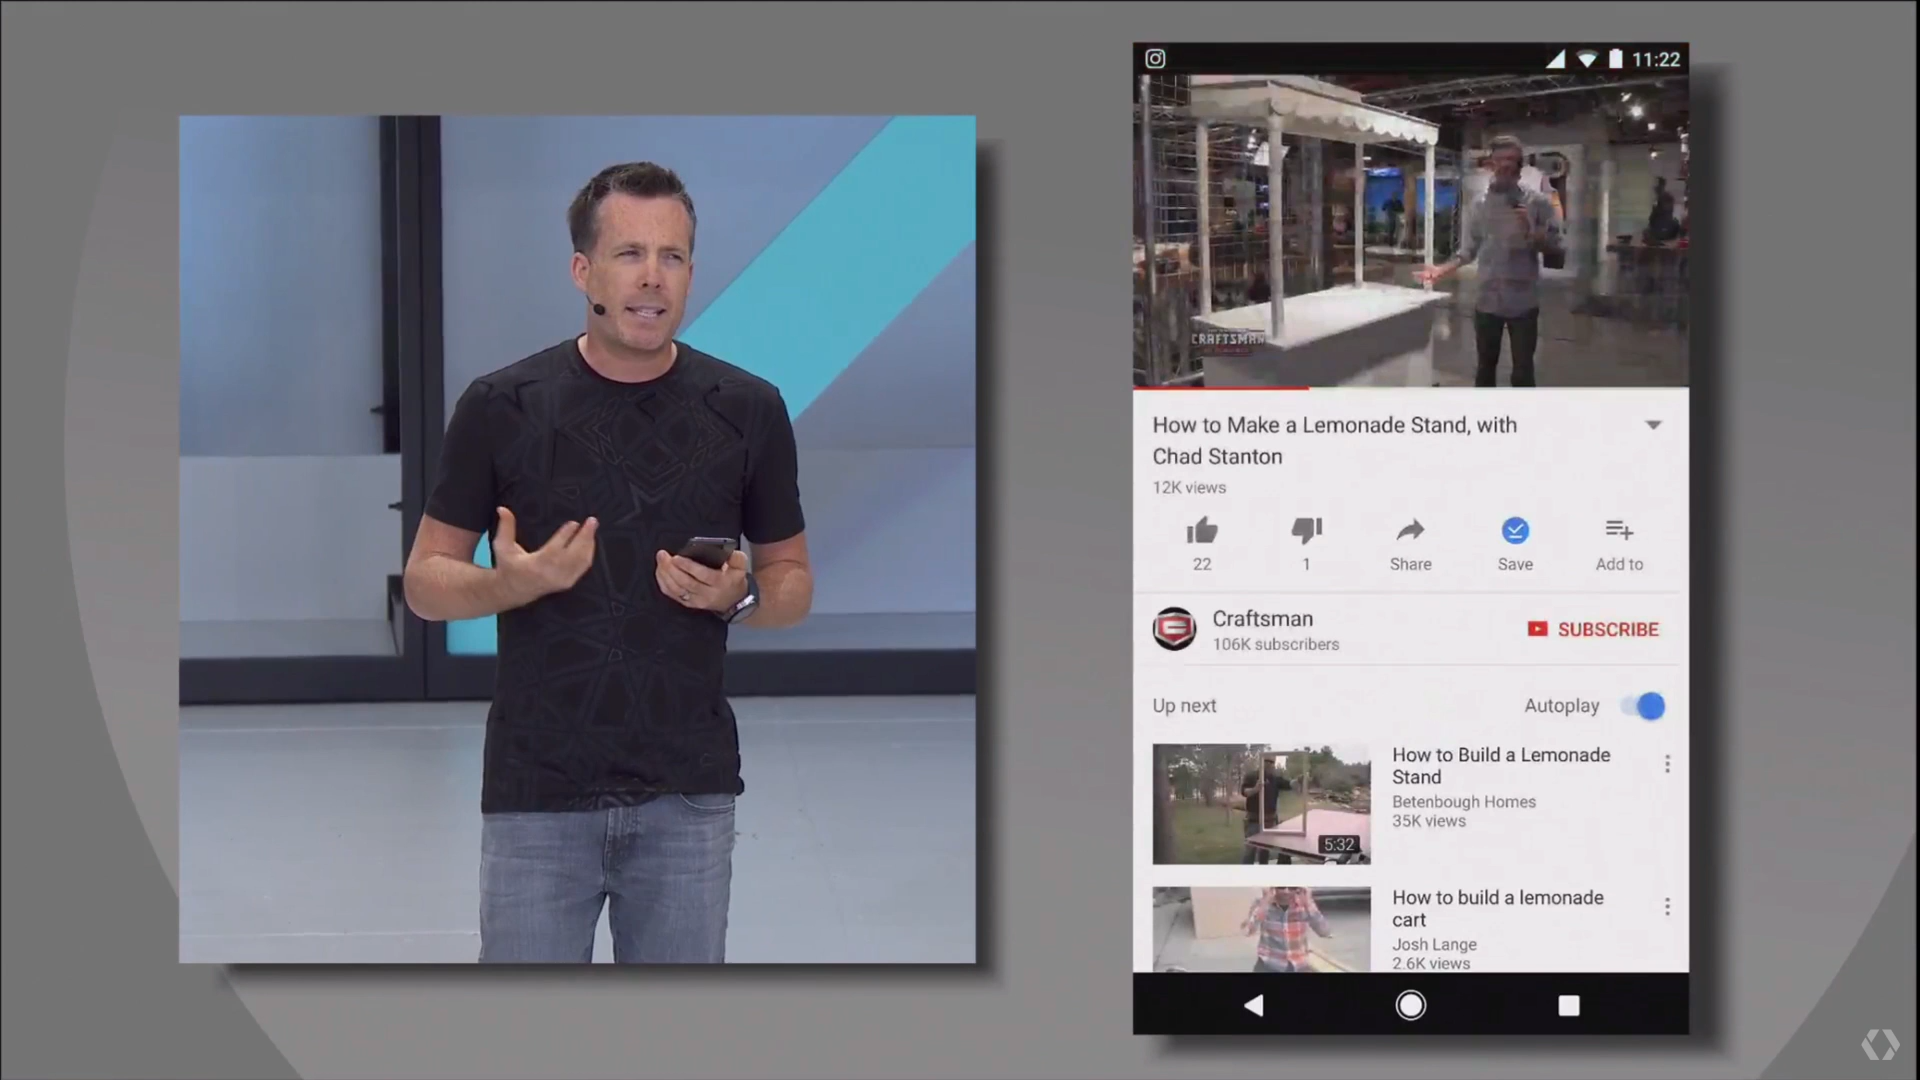 11:22
CRAFTSMAN
How to Make a Lemonade Stand, with
Chad Stanton
12K views
22
1
Share
Save
Add to
Craftsman
106K subscribers
SUBSCRIBE
Up next
Autoplay
How to Build a Lemonade
Stand
Betenbough Homes
35K views
5:32
How to build a lemonade
cart
Josh Lange
2.6K views